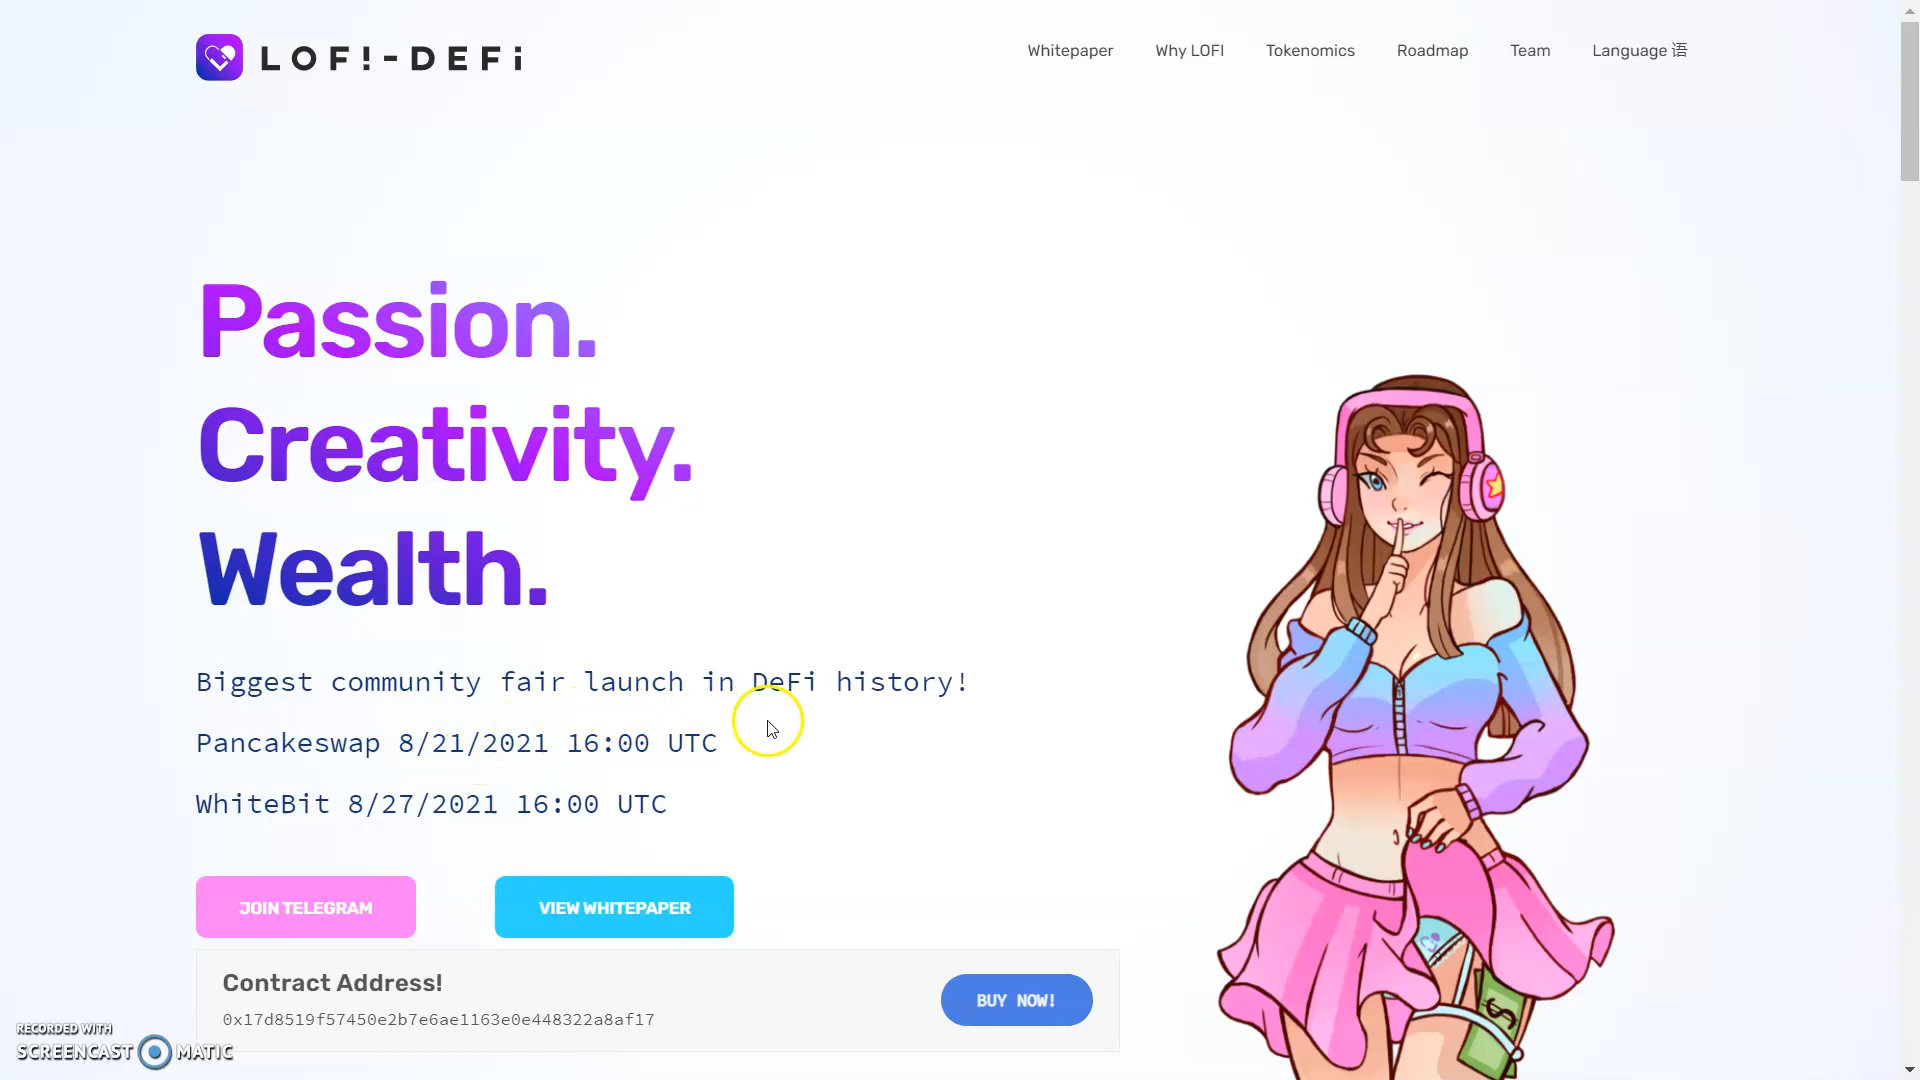 LOF!-DEFi
Whitepaper
Why LOFI
Tokenomics
Roadmap
Team
Language 语
Passion.
Creativity.
Wealth.
Biggest community fair launch in DeFi history!
Pancakeswap 8/21/2021 16:00 UTC
WhiteBit 8/27/2021 16:00 UTC
JOIN TELEGRAM
VIEW WHITEPAPER
Contract Address!
0x17d8519f57450e2b7e6ae1163e0e448322a8af17
BUY NOW!
$
RECORDED WITH
SCREENCAST MATIC